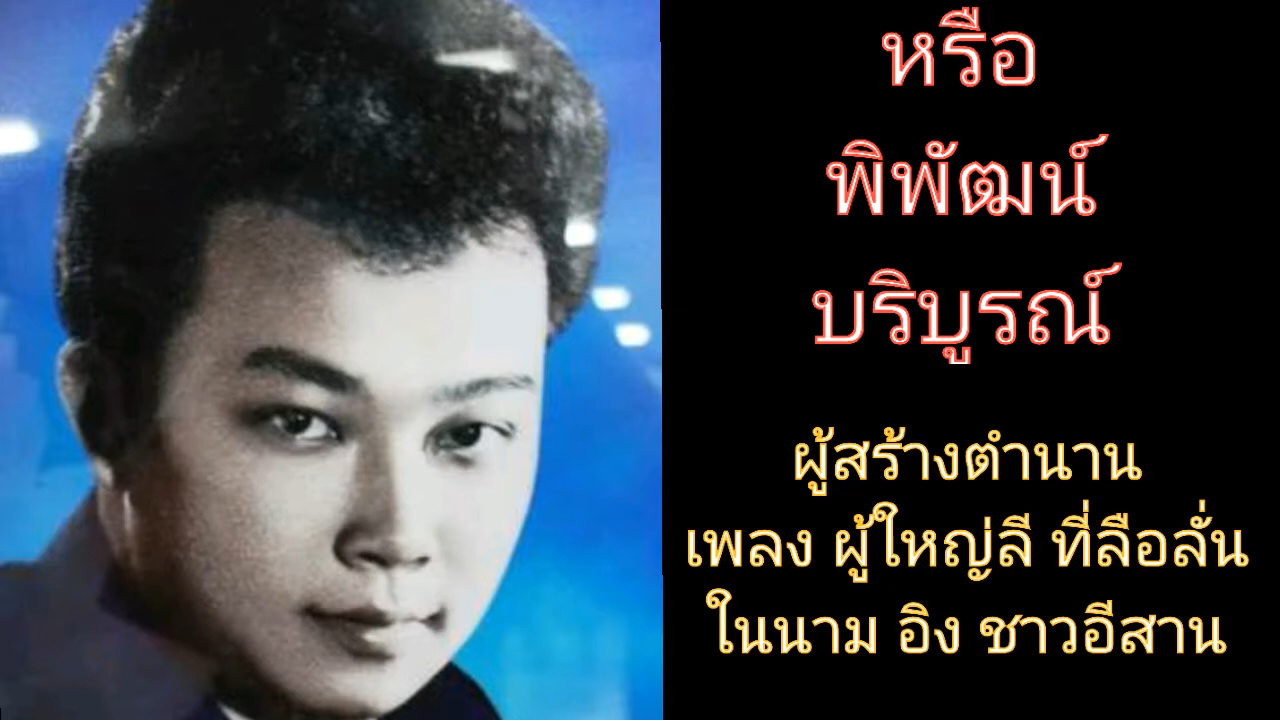 หรือ
พิพัฒน์
บริบูรณ์
ผู้สร้างตำนาน
เพลง ผู้ใหญ่ลี ที่ลือลั่น
ในนาม อิง ชาวอีสาน